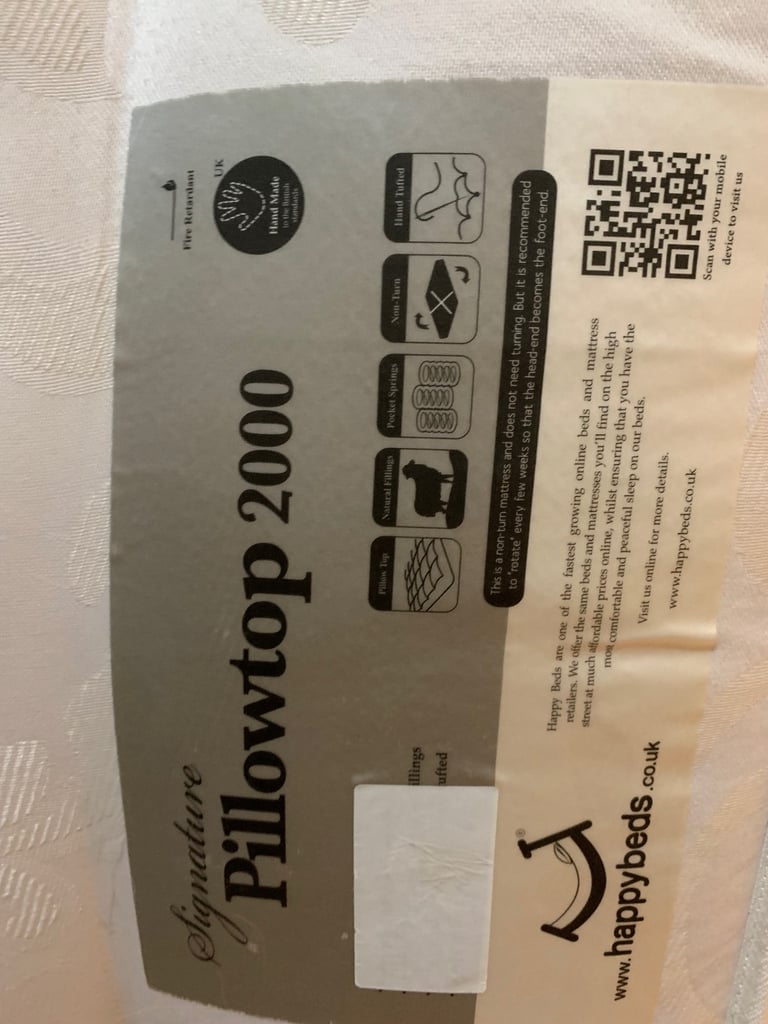 Signature
Pillowtop 2000
Fire Retardant
UK
Hand Made
to the British
standards
illings
ufted
Pillow Top
Natural Fillings
Pocket Springs
Non-Turn
Hand Tufted
This is a non-turn mattress and does not need turning. But it is recommended
to "rotate" every few weeks so that the head-end becomes the foot-end.
www.happybeds.co.uk
®
Happy Beds are one of the fastest growing online beds and mattress
retailers. We offer the same beds and mattresses you'll find on the high
street at much affordable prices online, whilst ensuring that you have the
most comfortable and peaceful sleep on our beds.
Visit us online for more details.
www.happybeds.co.uk
Scan with your mobile
device to visit us